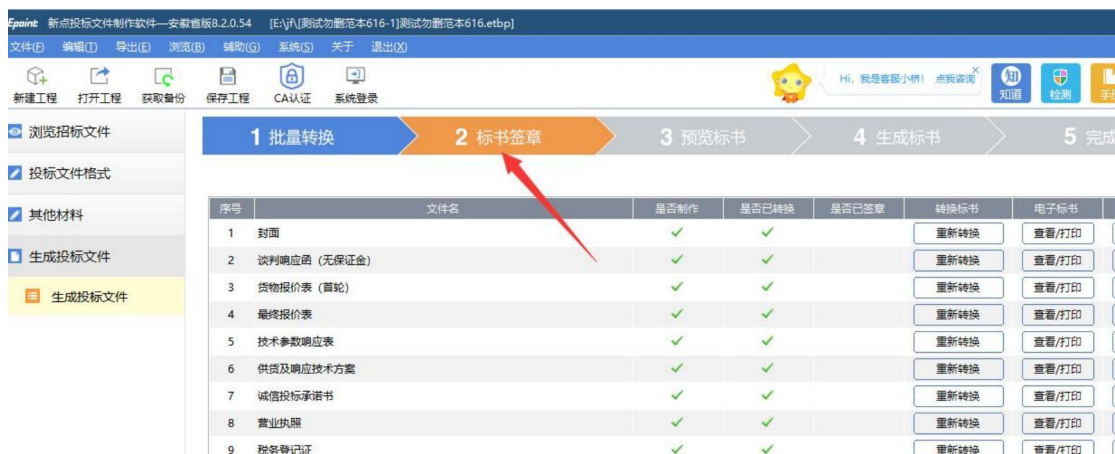 Epoint 新点投标文件制作软件—安徽省版8.2.0.54 [E:\jf\[测试勿删范本616-1]测试勿删范本616.etbp]
文件(F) 编辑(T) 导出(E) 浏览(B) 辅助(G) 系统(S) 关于 退出(X)
新建工程 打开工程 获取备份 保存工程 CA认证 系统登录
Hi，我是客服小桥！ 点我咨询
知 知道 检测 手
浏览招标文件
投标文件格式
其他材料
生成投标文件
生成投标文件
1 批量转换 2 标书签章 3 预览标书 4 生成标书 5 完成
序号 文件名 是否制作 是否已转换 是否已签章 转换标书 电子标书
1 封面 重新转换 查看/打印
2 谈判响应函（无保证金） 重新转换 查看/打印
3 货物报价表（首轮） 重新转换 查看/打印
4 最终报价表 重新转换 查看/打印
5 技术参数响应表 重新转换 查看/打印
6 供货及响应技术方案 重新转换 查看/打印
7 诚信投标承诺书 重新转换 查看/打印
8 营业执照 重新转换 查看/打印
9 税务登记证 重新转换 查看/打印